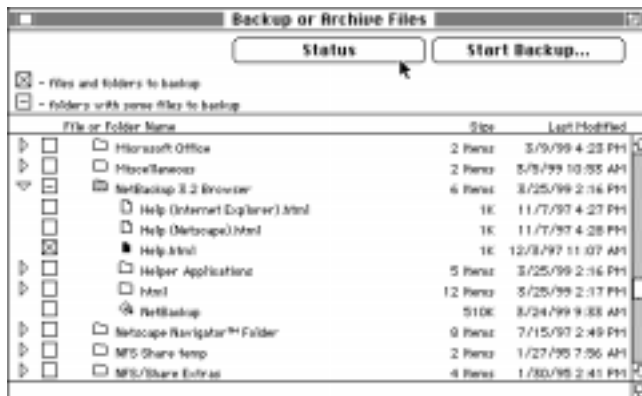 Backup or Archive Files
Status Start Backup...
- files and folders to backup
- folders with some files to backup
File or Folder Name Size Last Modified
Microsoft Office 2 items 3/9/99 4:23 PM
Miscellaneous 2 items 3/5/99 10:53 AM
NetBackup 3.2 Browser 6 items 3/25/99 2:16 PM
Help (Internet Explorer).html 1K 11/7/97 4:27 PM
Help (Netscape).html 1K 11/7/97 4:28 PM
Help.html 1K 12/3/97 11:07 AM
Helper Applications 5 items 3/25/99 2:16 PM
html 12 items 3/25/99 2:17 PM
NetBackup 510K 3/24/99 9:33 AM
Netscape Navigator™ Folder 8 items 7/15/97 2:49 PM
NFS Share temp 2 items 1/27/95 7:56 AM
NFS/Share Extras 4 items 1/30/95 2:41 PM